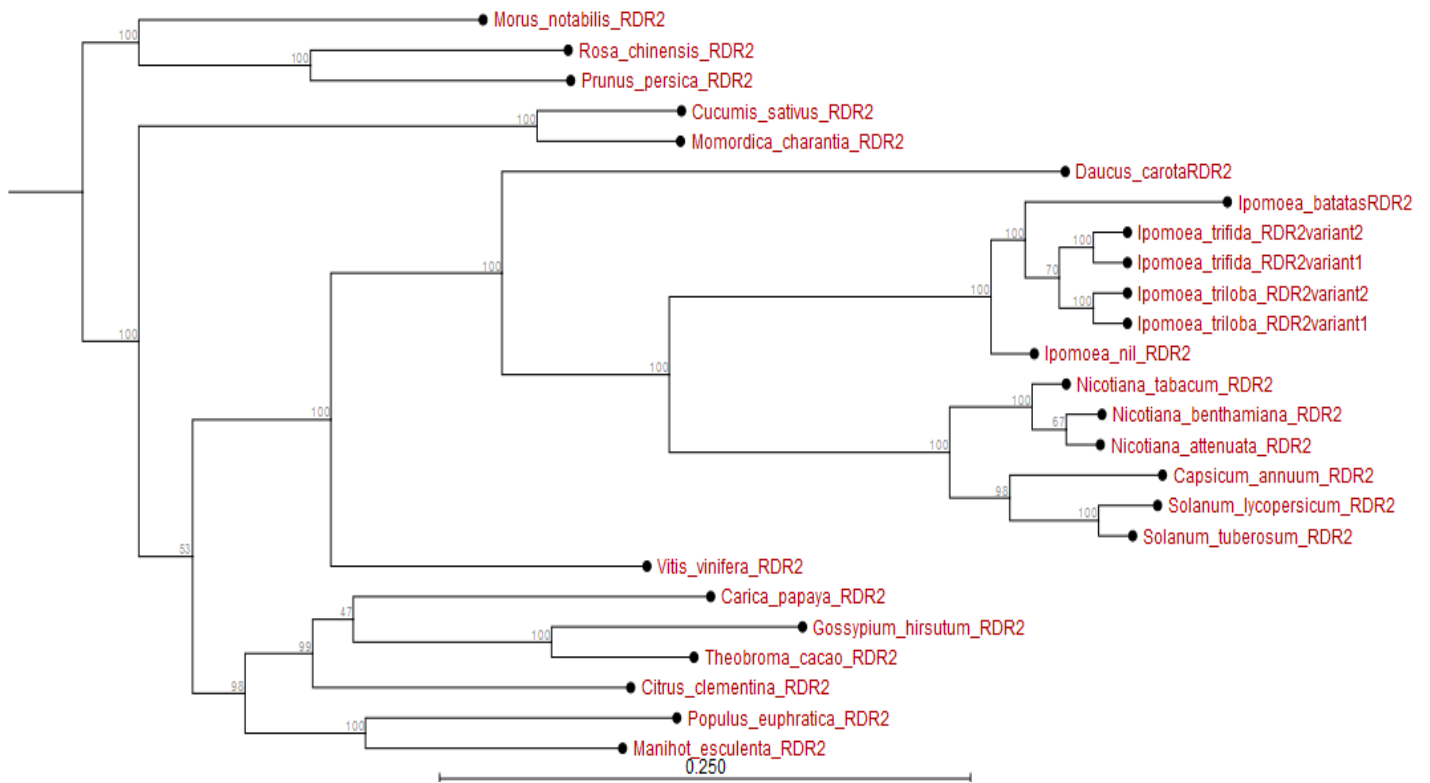 Morus_notabilis_RDR2
100
Rosa_chinensis_RDR2
100
Prunus_persica_RDR2
Cucumis_sativus_RDR2
100
Momordica_charantia_RDR2
Daucus_carotaRDR2
Ipomoea_batatasRDR2
100
Ipomoea_trifida_RDR2variant2
100
Ipomoea_trifida_RDR2variant1
100
70
Ipomoea_triloba_RDR2variant2
100
100
Ipomoea_triloba_RDR2variant1
100
Ipomoea_nil_RDR2
100
Nicotiana_tabacum_RDR2
100
Nicotiana_benthamiana_RDR2
100
67
Nicotiana_attenuata_RDR2
100
Capsicum_annuum_RDR2
98
Solanum_lycopersicum_RDR2
100
Solanum_tuberosum_RDR2
53
Vitis_vinifera_RDR2
Carica_papaya_RDR2
47
Gossypium_hirsutum_RDR2
100
99
Theobroma_cacao_RDR2
98
Citrus_clementina_RDR2
Populus_euphratica_RDR2
100
Manihot_esculenta_RDR2
0.250